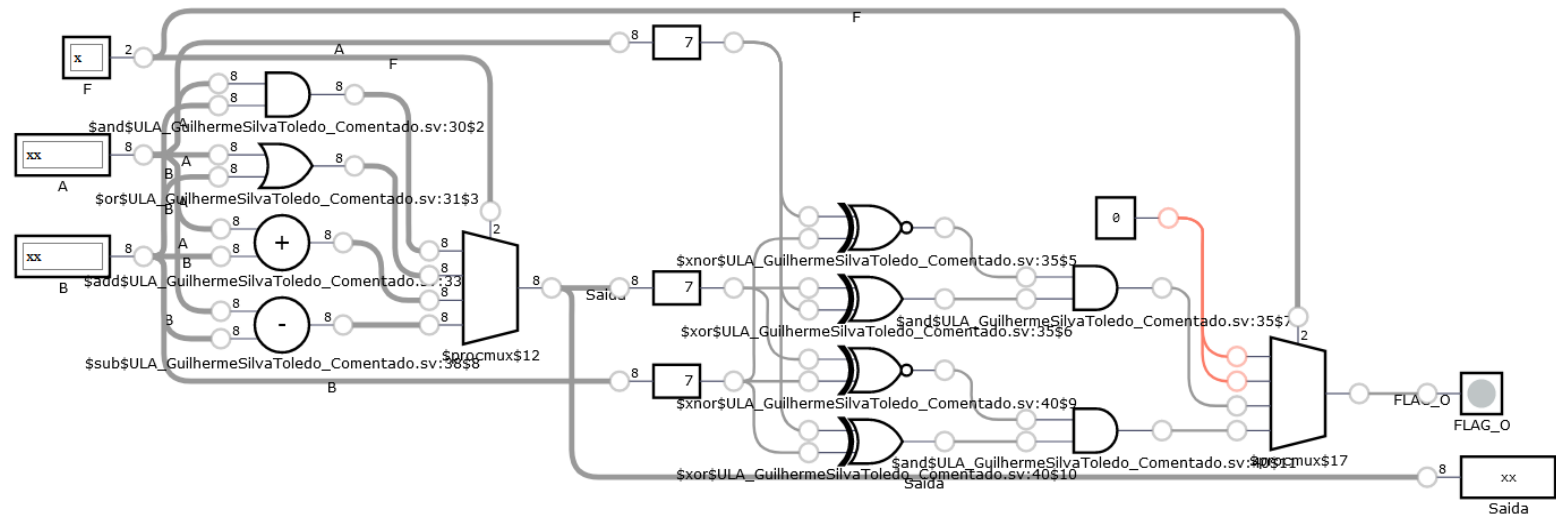 F
A
F
8
7
2
x
F
8
8
8
A
$and$ULA_GuilhermeSilvaToledo_Comentado.sv:30$2
xx
8
A
8
A
8
8
B
$or$ULA_GuilhermeSilvaToledo_Comentado.sv:31$3
A
B
8
2
A
8
8
8
0
xx
8
B
8
B
$add$ULA_GuilhermeSilvaToledo_Comentado.sv:33
8
$xnor$ULA_GuilhermeSilvaToledo_Comentado.sv:35$5
8
8
Saida
8
7
8
B
8
8
8
$and$ULA_GuilhermeSilvaToledo_Comentado.sv:35$7
$xor$ULA_GuilhermeSilvaToledo_Comentado.sv:35$6
2
$procmux$12
$sub$ULA_GuilhermeSilvaToledo_Comentado.sv:38$8
B
8
7
$xnor$ULA_GuilhermeSilvaToledo_Comentado.sv:40$9
FLAG_O
FLAG_O
$and$ULA_GuilhermeSilvaToledo_Comentado.sv:40$11
$procmux$17
$xor$ULA_GuilhermeSilvaToledo_Comentado.sv:40$10
Saida
8
xx
Saida